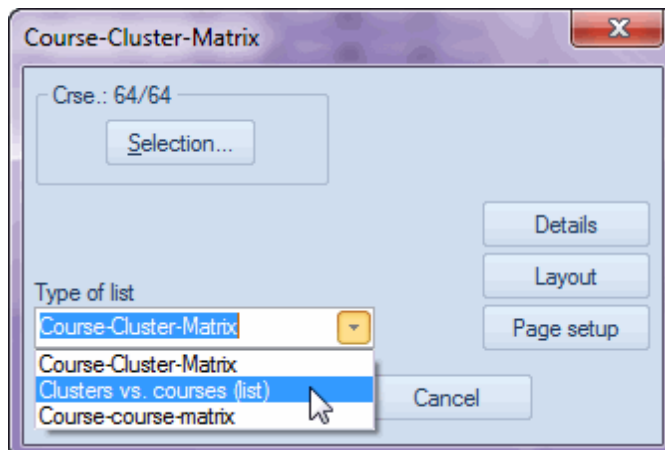 Course-Cluster-Matrix
Crse.: 64/64
Selection...
Details
Layout
Type of list
Course-Cluster-Matrix
Page setup
Course-Cluster-Matrix
Clusters vs. courses (list)
Course-course-matrix
Cancel